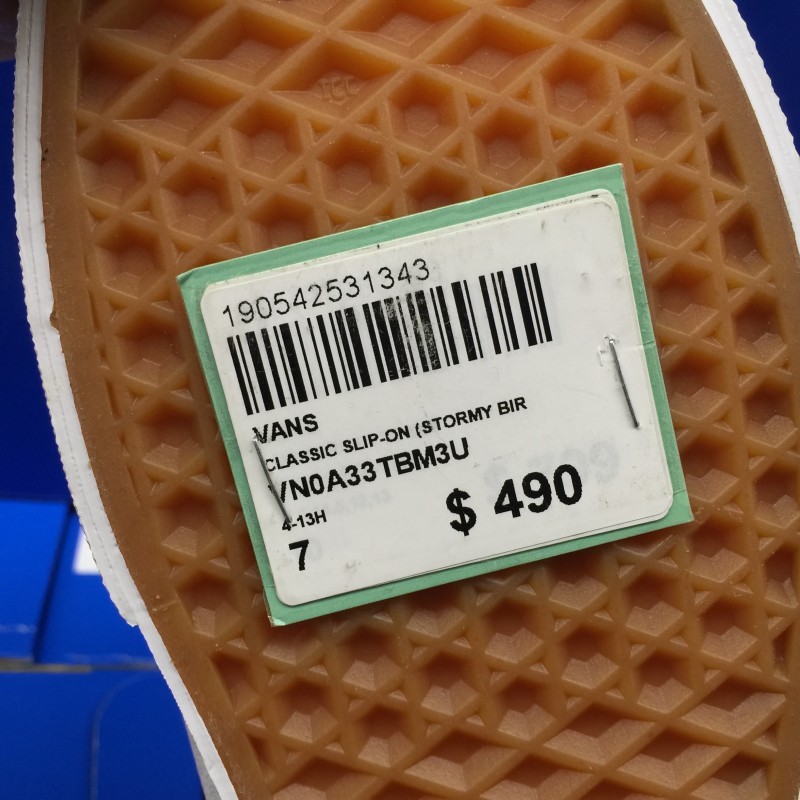 190542531343
VANS
CLASSIC SLIP-ON (STORMY BIR
VN0A33TBM3U
4-13H
7
$ 490